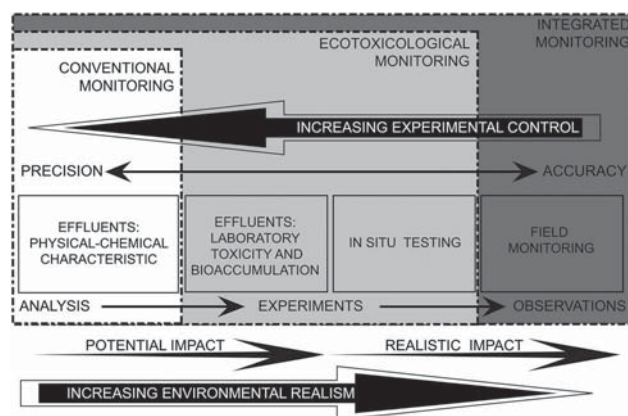 INTEGRATED
MONITORING
ECOTOXICOLOGICAL
MONITORING
CONVENTIONAL
MONITORING
INCREASING EXPERIMENTAL CONTROL
PRECISION
ACCURACY
EFFLUENTS:
PHYSICAL-CHEMICAL
CHARACTERISTIC
EFFLUENTS:
LABORATORY
TOXICITY AND
BIOACCUMULATION
IN SITU TESTING
FIELD
MONITORING
ANALYSIS
EXPERIMENTS
OBSERVATIONS
POTENTIAL IMPACT
REALISTIC IMPACT
INCREASING ENVIRONMENTAL REALISM